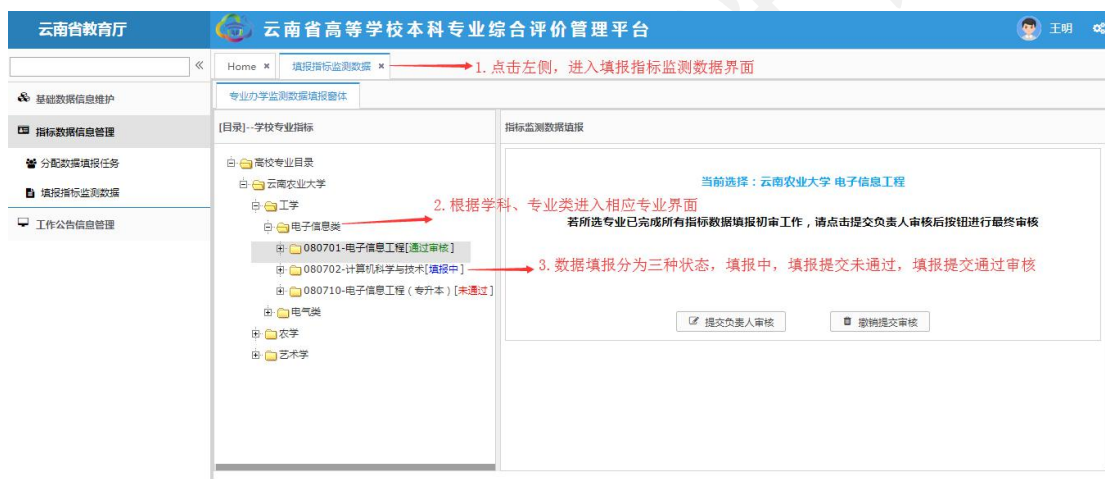 云南省教育厅
云南省高等学校本科专业综合评价管理平台
王明
Home ×
填报指标监测数据 ×
1. 点击左侧，进入填报指标监测数据界面
基础数据信息维护
指标数据信息管理
分配数据填报任务
填报指标监测数据
工作公告信息管理
专业办学监测数据填报窗体
[目录]--学校专业指标
高校专业目录
云南农业大学
工学
2. 根据学科、专业类进入相应专业界面
电子信息类
080701-电子信息工程[通过审核]
080702-计算机科学与技术[填报中]
3. 数据填报分为三种状态，填报中，填报提交未通过，填报提交通过审核
080710-电子信息工程（专升本）[未通过]
电气类
农学
艺术学
指标监测数据填报
当前选择：云南农业大学 电子信息工程
若所选专业已完成所有指标数据填报初审工作，请点击提交负责人审核后按钮进行最终审核
提交负责人审核
撤销提交审核